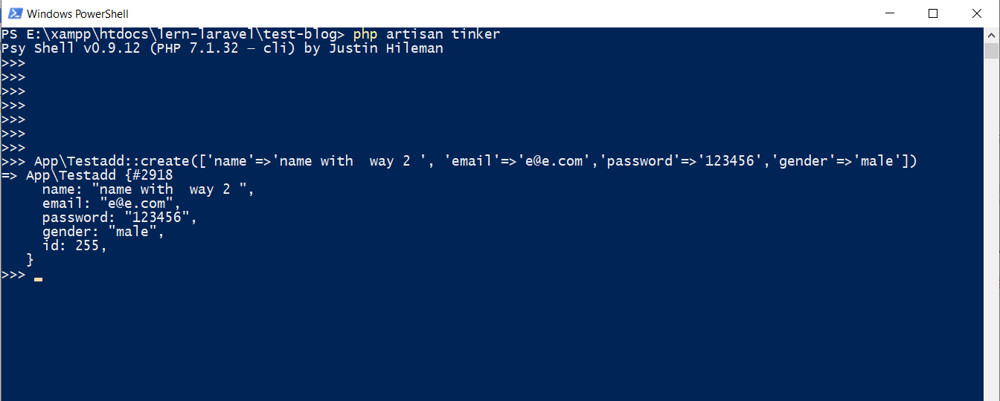 Windows PowerShell
PS E:\xampp\htdocs\lern-laravel\test-blog> php artisan tinker
Psy Shell v0.9.12 (PHP 7.1.32 — cli) by Justin Hileman
>>>
>>>
>>>
>>>
>>>
>>>
>>>
>>> App\Testadd::create(['name'=>'name with  way 2 ', 'email'=>'e@e.com','password'=>'123456','gender'=>'male'])
=> App\Testadd {#2918
     name: "name with  way 2 ",
     email: "e@e.com",
     password: "123456",
     gender: "male",
     id: 255,
   }
>>>